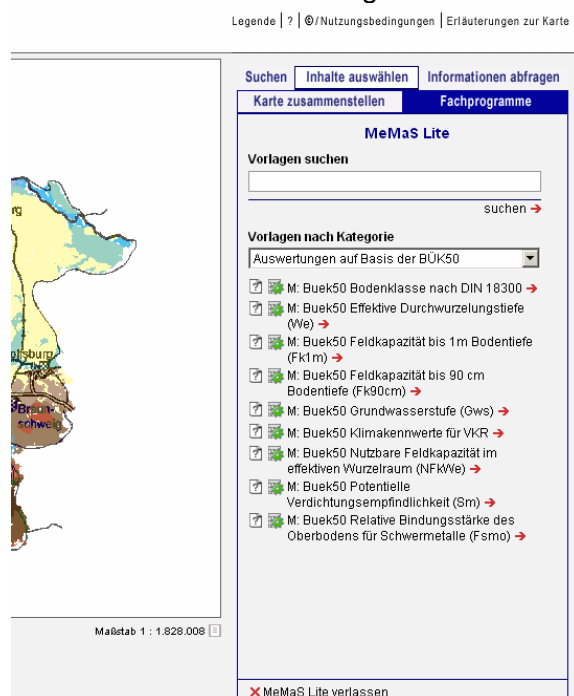 Legende | ? | ©/Nutzungsbedingungen | Erläuterungen zur Karte
Suchen Inhalte auswählen Informationen abfragen
Karte zusammenstellen Fachprogramme
MeMaS Lite
Vorlagen suchen
suchen →
Vorlagen nach Kategorie
Auswertungen auf Basis der BÜK50
? M: Buek50 Bodenklasse nach DIN 18300 →
? M: Buek50 Effektive Durchwurzelungstiefe
(We) →
? M: Buek50 Feldkapazität bis 1m Bodentiefe
(Fk1m) →
? M: Buek50 Feldkapazität bis 90 cm
Bodentiefe (Fk90cm) →
? M: Buek50 Grundwasserstufe (Gws) →
? M: Buek50 Klimakennwerte für VKR →
? M: Buek50 Nutzbare Feldkapazität im
effektiven Wurzelraum (NFkWe) →
? M: Buek50 Potentielle
Verdichtungsempfindlichkeit (Sm) →
? M: Buek50 Relative Bindungsstärke des
Oberbodens für Schwermetalle (Fsmo) →
rg
olfsburg
Braun-
schweig
Maßstab 1 : 1.828.008
X MeMaS Lite verlassen